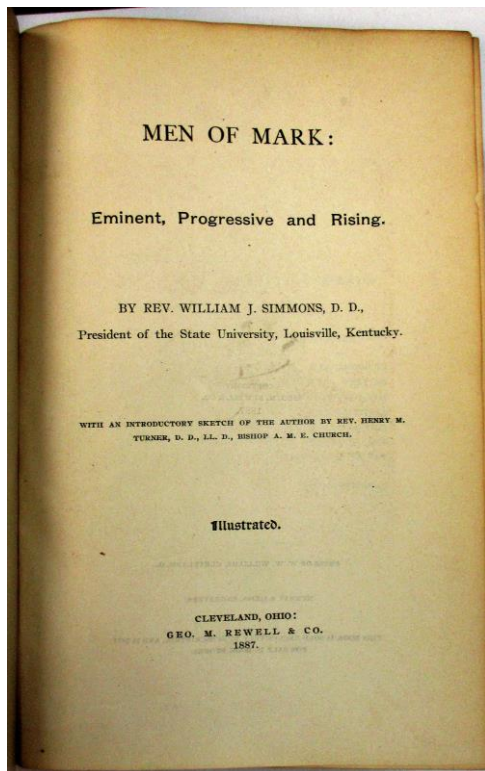 MEN OF MARK:
Eminent, Progressive and Rising.
BY REV. WILLIAM J. SIMMONS, D. D.,
President of the State University, Louisville, Kentucky.
WITH AN INTRODUCTORY SKETCH OF THE AUTHOR BY REV. HENRY M.
TURNER, D. D., LL. D., BISHOP A. M. E. CHURCH.
Illustrated.
CLEVELAND, OHIO:
GEO. M. REWELL & CO.
1887.